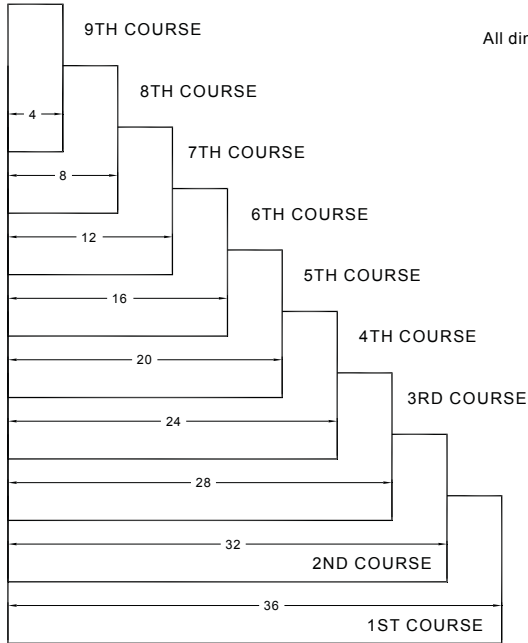 9TH COURSE
All dir
8TH COURSE
4
7TH COURSE
8
6TH COURSE
12
5TH COURSE
16
4TH COURSE
20
3RD COURSE
24
28
32
2ND COURSE
36
1ST COURSE